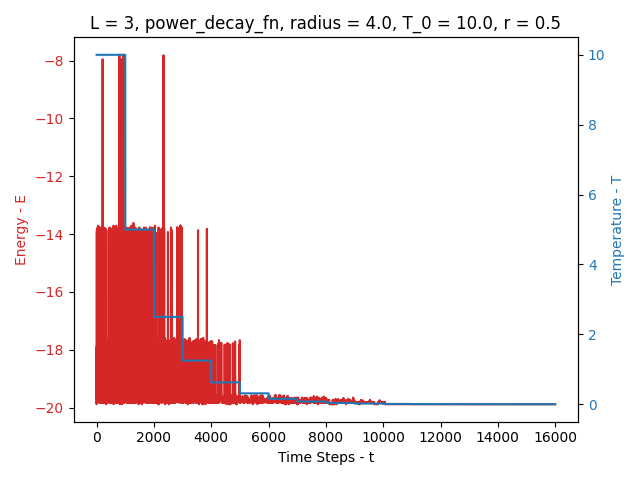 L = 3, power_decay_fn, radius = 4.0, T_0 = 10.0, r = 0.5
Energy - E
−8
−10
−12
−14
−16
−18
−20
10
8
6
4
2
0
Temperature - T
0 2000 4000 6000 8000 10000 12000 14000 16000
Time Steps - t